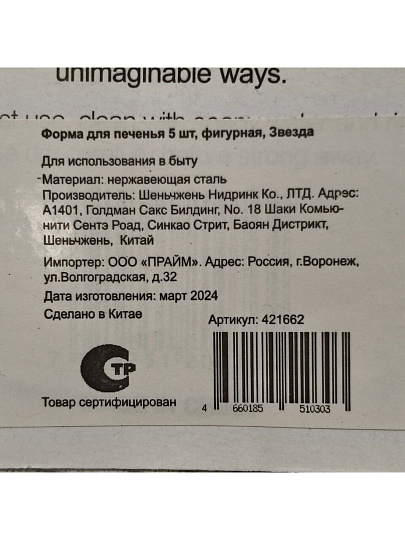 unimaginable ways.
Форма для печенья 5 шт, фигурная, Звезда
Для использования в быту
-Материал: нержавеющая сталь
Производитель: Шеньчжень Нидринк Ко., ЛТД. Адрес:
А1401, Голдман Сакс Билдинг, No. 18 Шаки Комью-
нити Сентэ Роад, Синкао Стрит, Баоян Дистрикт,
Шеньчжень, Китай
Импортер: ООО «ПРАЙМ». Адрес: Россия, г.Воронеж,
ул.Волгоградская, д.32
Дата изготовления: март 2024
Сделано в Китае
Артикул: 421662
СТР
Товар сертифицирован
4 660185 510303